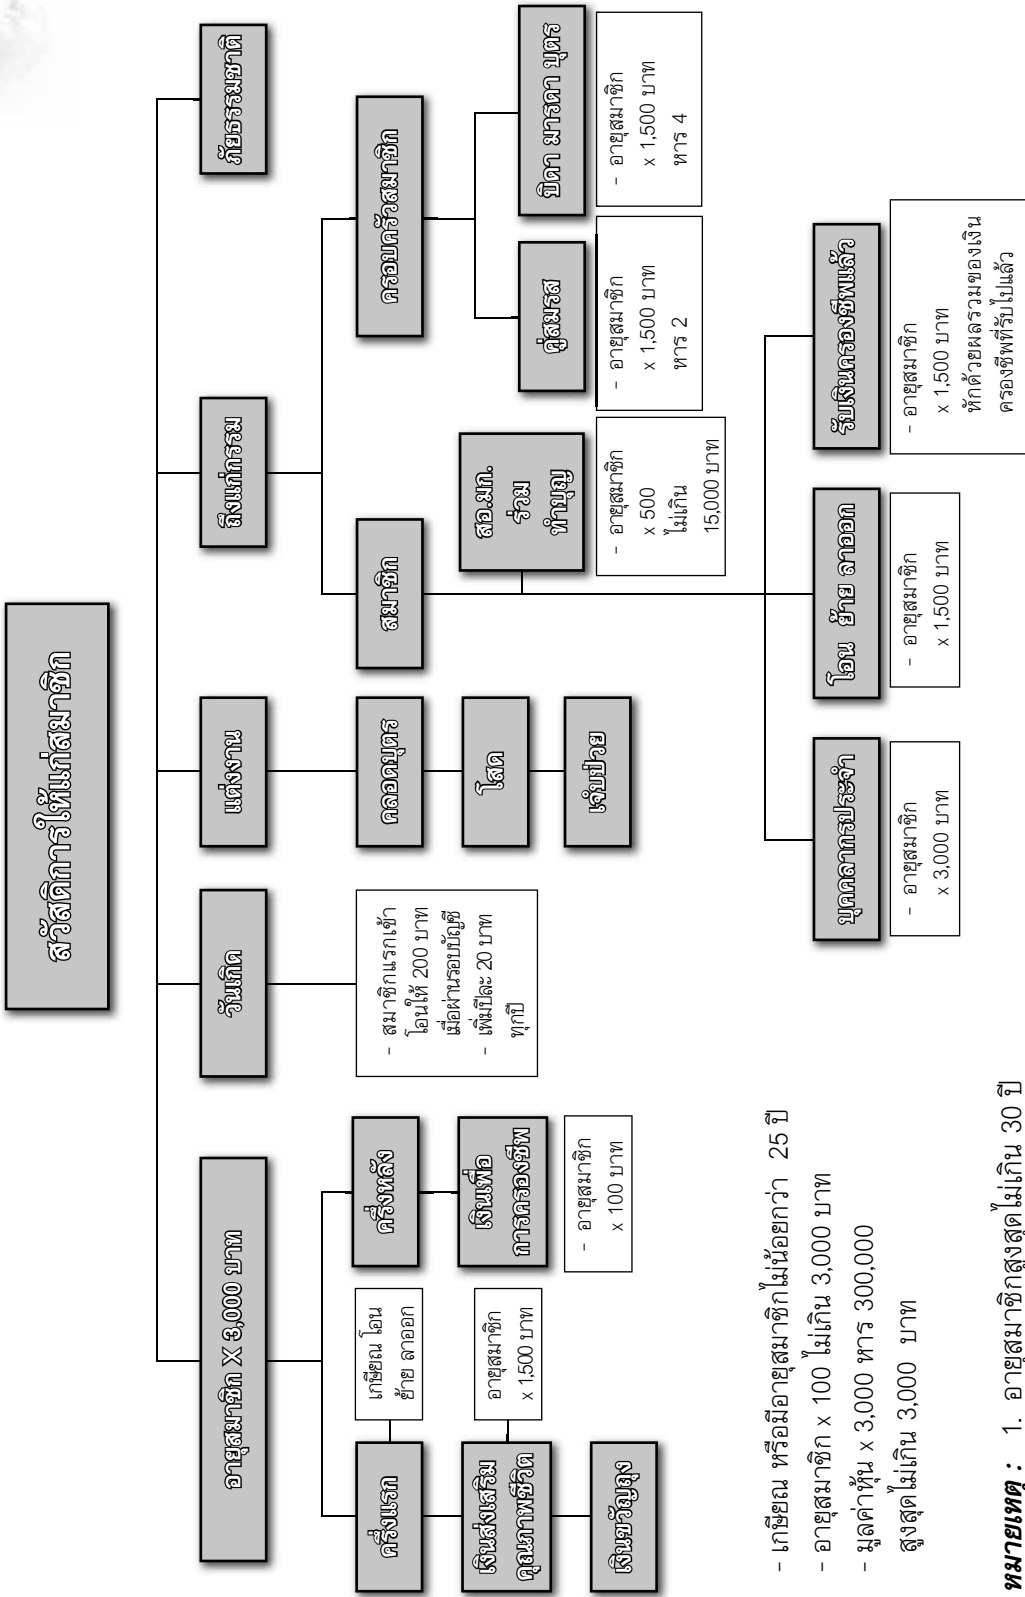 สวัสดิการให้แก่สมาชิก
อายุสมาชิก X 3,000 บาท
ครึ่งแรก
เกษียณ โอน
ย้าย ลาออก
เงินส่งเสริม
คุณภาพชีวิต
อายุสมาชิก
x 1,500 บาท
เงินขวัญถุง
ครึ่งหลัง
เงินเพื่อ
การครองชีพ
- อายุสมาชิก
x 100 บาท
วันเกิด
- สมาชิกแรกเข้า
โอนให้ 200 บาท
เมื่อผ่านรอบบัญชี
- เพิ่มปีละ 20 บาท
ทุกปี
แต่งงาน
คลอดบุตร
โสด
เจ็บป่วย
ถึงแก่กรรม
สมาชิก
สอ.มก.
ร่วม
ทำบุญ
- อายุสมาชิก
x 500
ไม่เกิน
15,000 บาท
ครอบครัวสมาชิก
คู่สมรส
- อายุสมาชิก
x 1,500 บาท
หาร 2
บิดา มารดา บุตร
- อายุสมาชิก
x 1,500 บาท
หาร 4
ภัยธรรมชาติ
บุคคลากรประจำ
- อายุสมาชิก
x 3,000 บาท
โอน ย้าย ลาออก
- อายุสมาชิก
x 1,500 บาท
รับเงินครองชีพแล้ว
- อายุสมาชิก
x 1,500 บาท
หักด้วยผลรวมของเงิน
ครองชีพที่รับไปแล้ว
- เกษียณ หรือมีอายุสมาชิกไม่น้อยกว่า 25 ปี
- อายุสมาชิก x 100 ไม่เกิน 3,000 บาท
- มูลค่าหุ้น x 3,000 หาร 300,000
สูงสุดไม่เกิน 3,000 บาท
หมายเหตุ : 1. อายุสมาชิกสูงสุดไม่เกิน 30 ปี